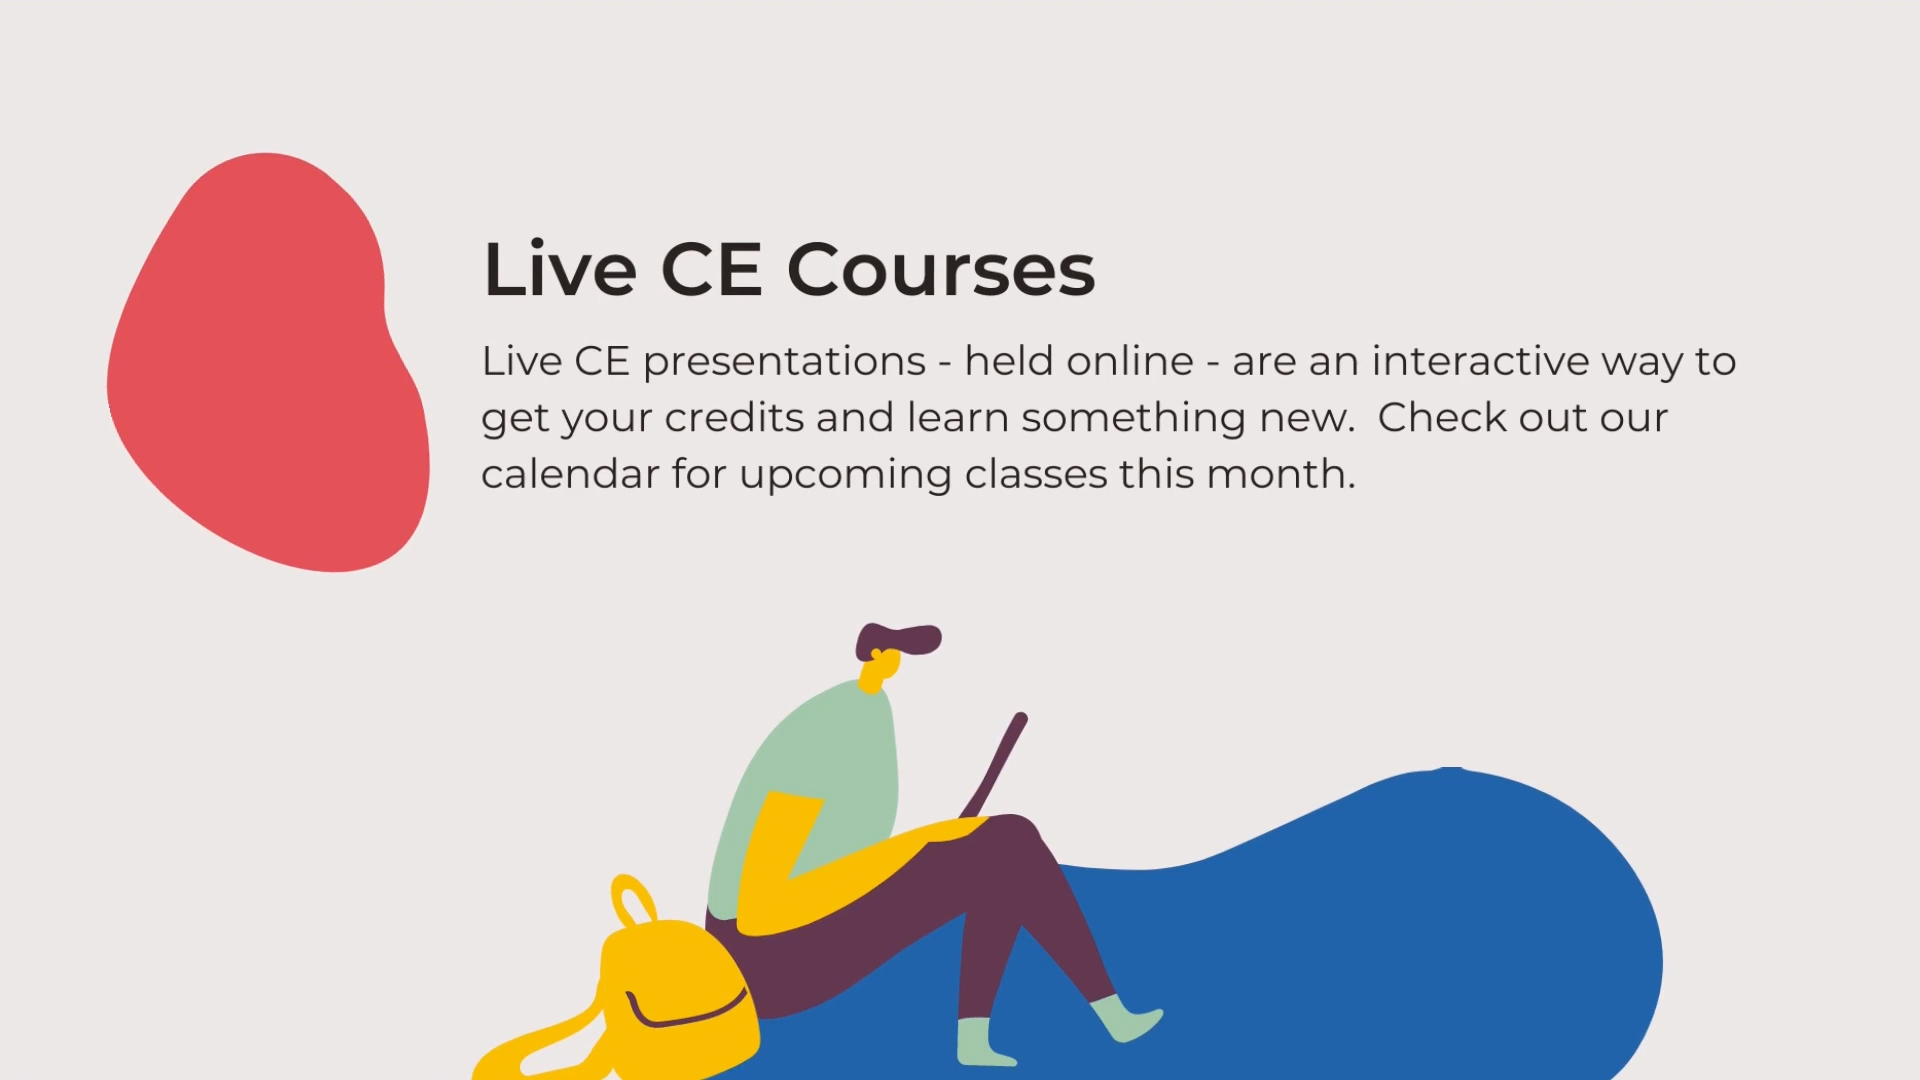 Live CE Courses
Live CE presentations - held online - are an interactive way to
get your credits and learn something new.  Check out our
calendar for upcoming classes this month.